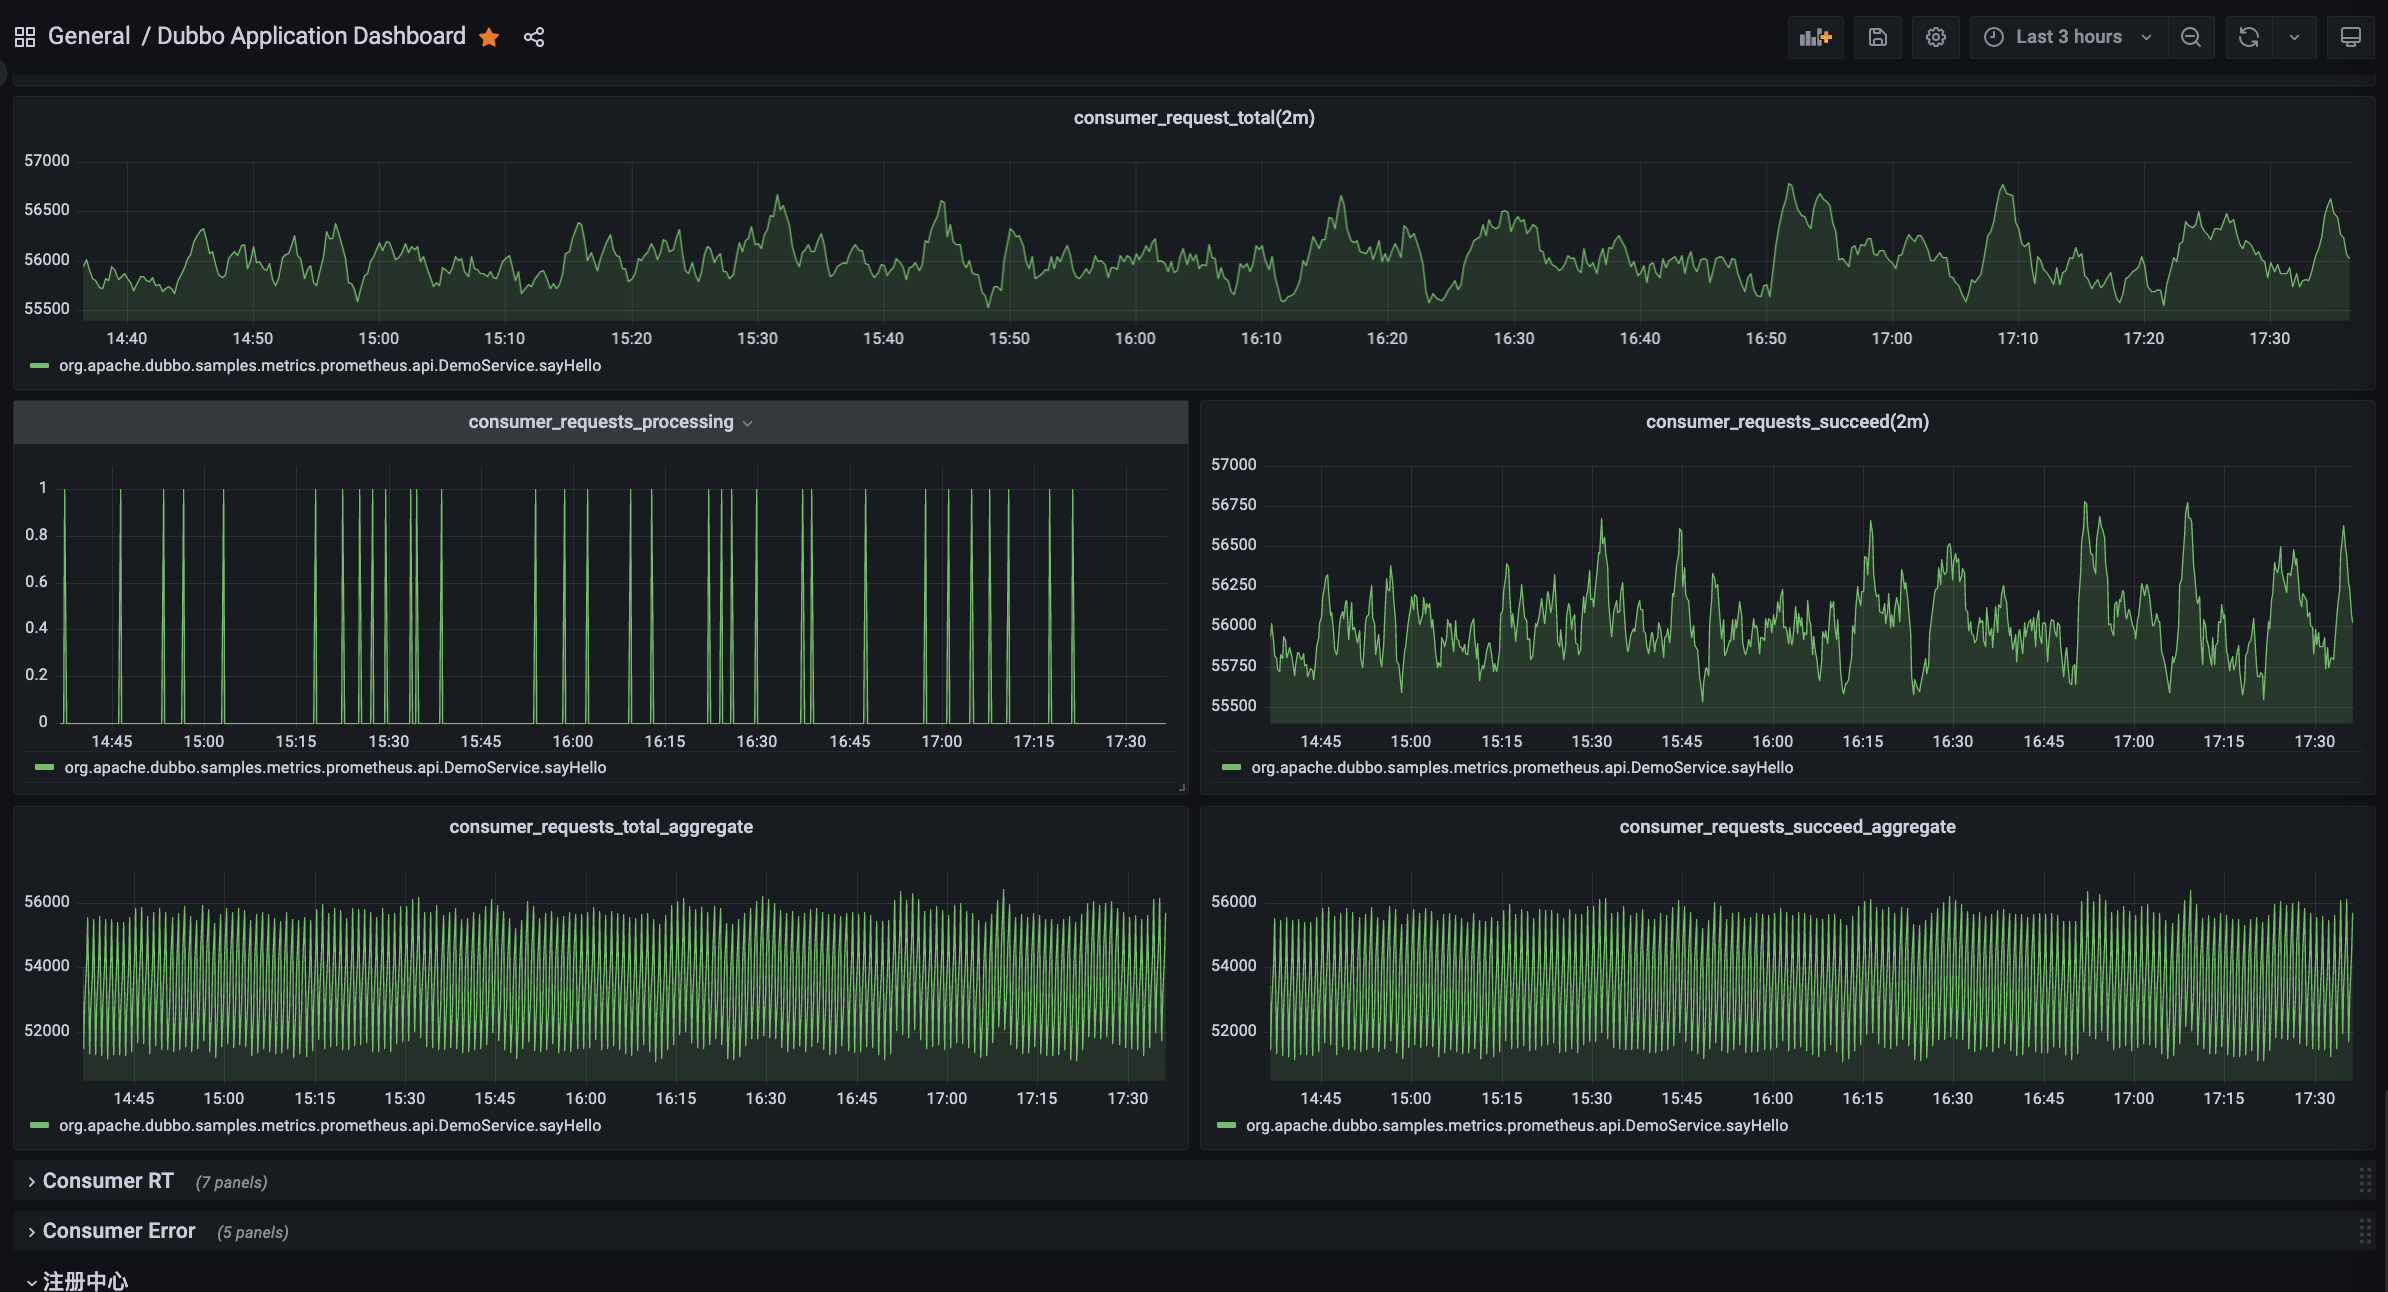 General / Dubbo Application Dashboard
Last 3 hours
consumer_request_total(2m)
57000
56500
56000
55500
14:40 14:50 15:00 15:10 15:20 15:30 15:40 15:50 16:00 16:10 16:20 16:30 16:40 16:50 17:00 17:10 17:20 17:30
org.apache.dubbo.samples.metrics.prometheus.api.DemoService.sayHello
consumer_requests_processing
1
0.8
0.6
0.4
0.2
0
14:45 15:00 15:15 15:30 15:45 16:00 16:15 16:30 16:45 17:00 17:15 17:30
org.apache.dubbo.samples.metrics.prometheus.api.DemoService.sayHello
consumer_requests_succeed(2m)
57000
56750
56500
56250
56000
55750
55500
14:45 15:00 15:15 15:30 15:45 16:00 16:15 16:30 16:45 17:00 17:15 17:30
org.apache.dubbo.samples.metrics.prometheus.api.DemoService.sayHello
consumer_requests_total_aggregate
56000
54000
52000
14:45 15:00 15:15 15:30 15:45 16:00 16:15 16:30 16:45 17:00 17:15 17:30
org.apache.dubbo.samples.metrics.prometheus.api.DemoService.sayHello
consumer_requests_succeed_aggregate
56000
54000
52000
14:45 15:00 15:15 15:30 15:45 16:00 16:15 16:30 16:45 17:00 17:15 17:30
org.apache.dubbo.samples.metrics.prometheus.api.DemoService.sayHello
Consumer RT (7 panels)
Consumer Error (5 panels)
注册中心